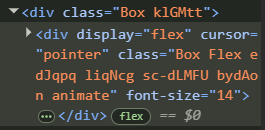 <div class="Box klGMtt">
<div display="flex" cursor=
"pointer" class="Box Flex e
dJqpq liqNcg sc-dLMFU bydAo
n animate" font-size="14">
… </div> flex == $0